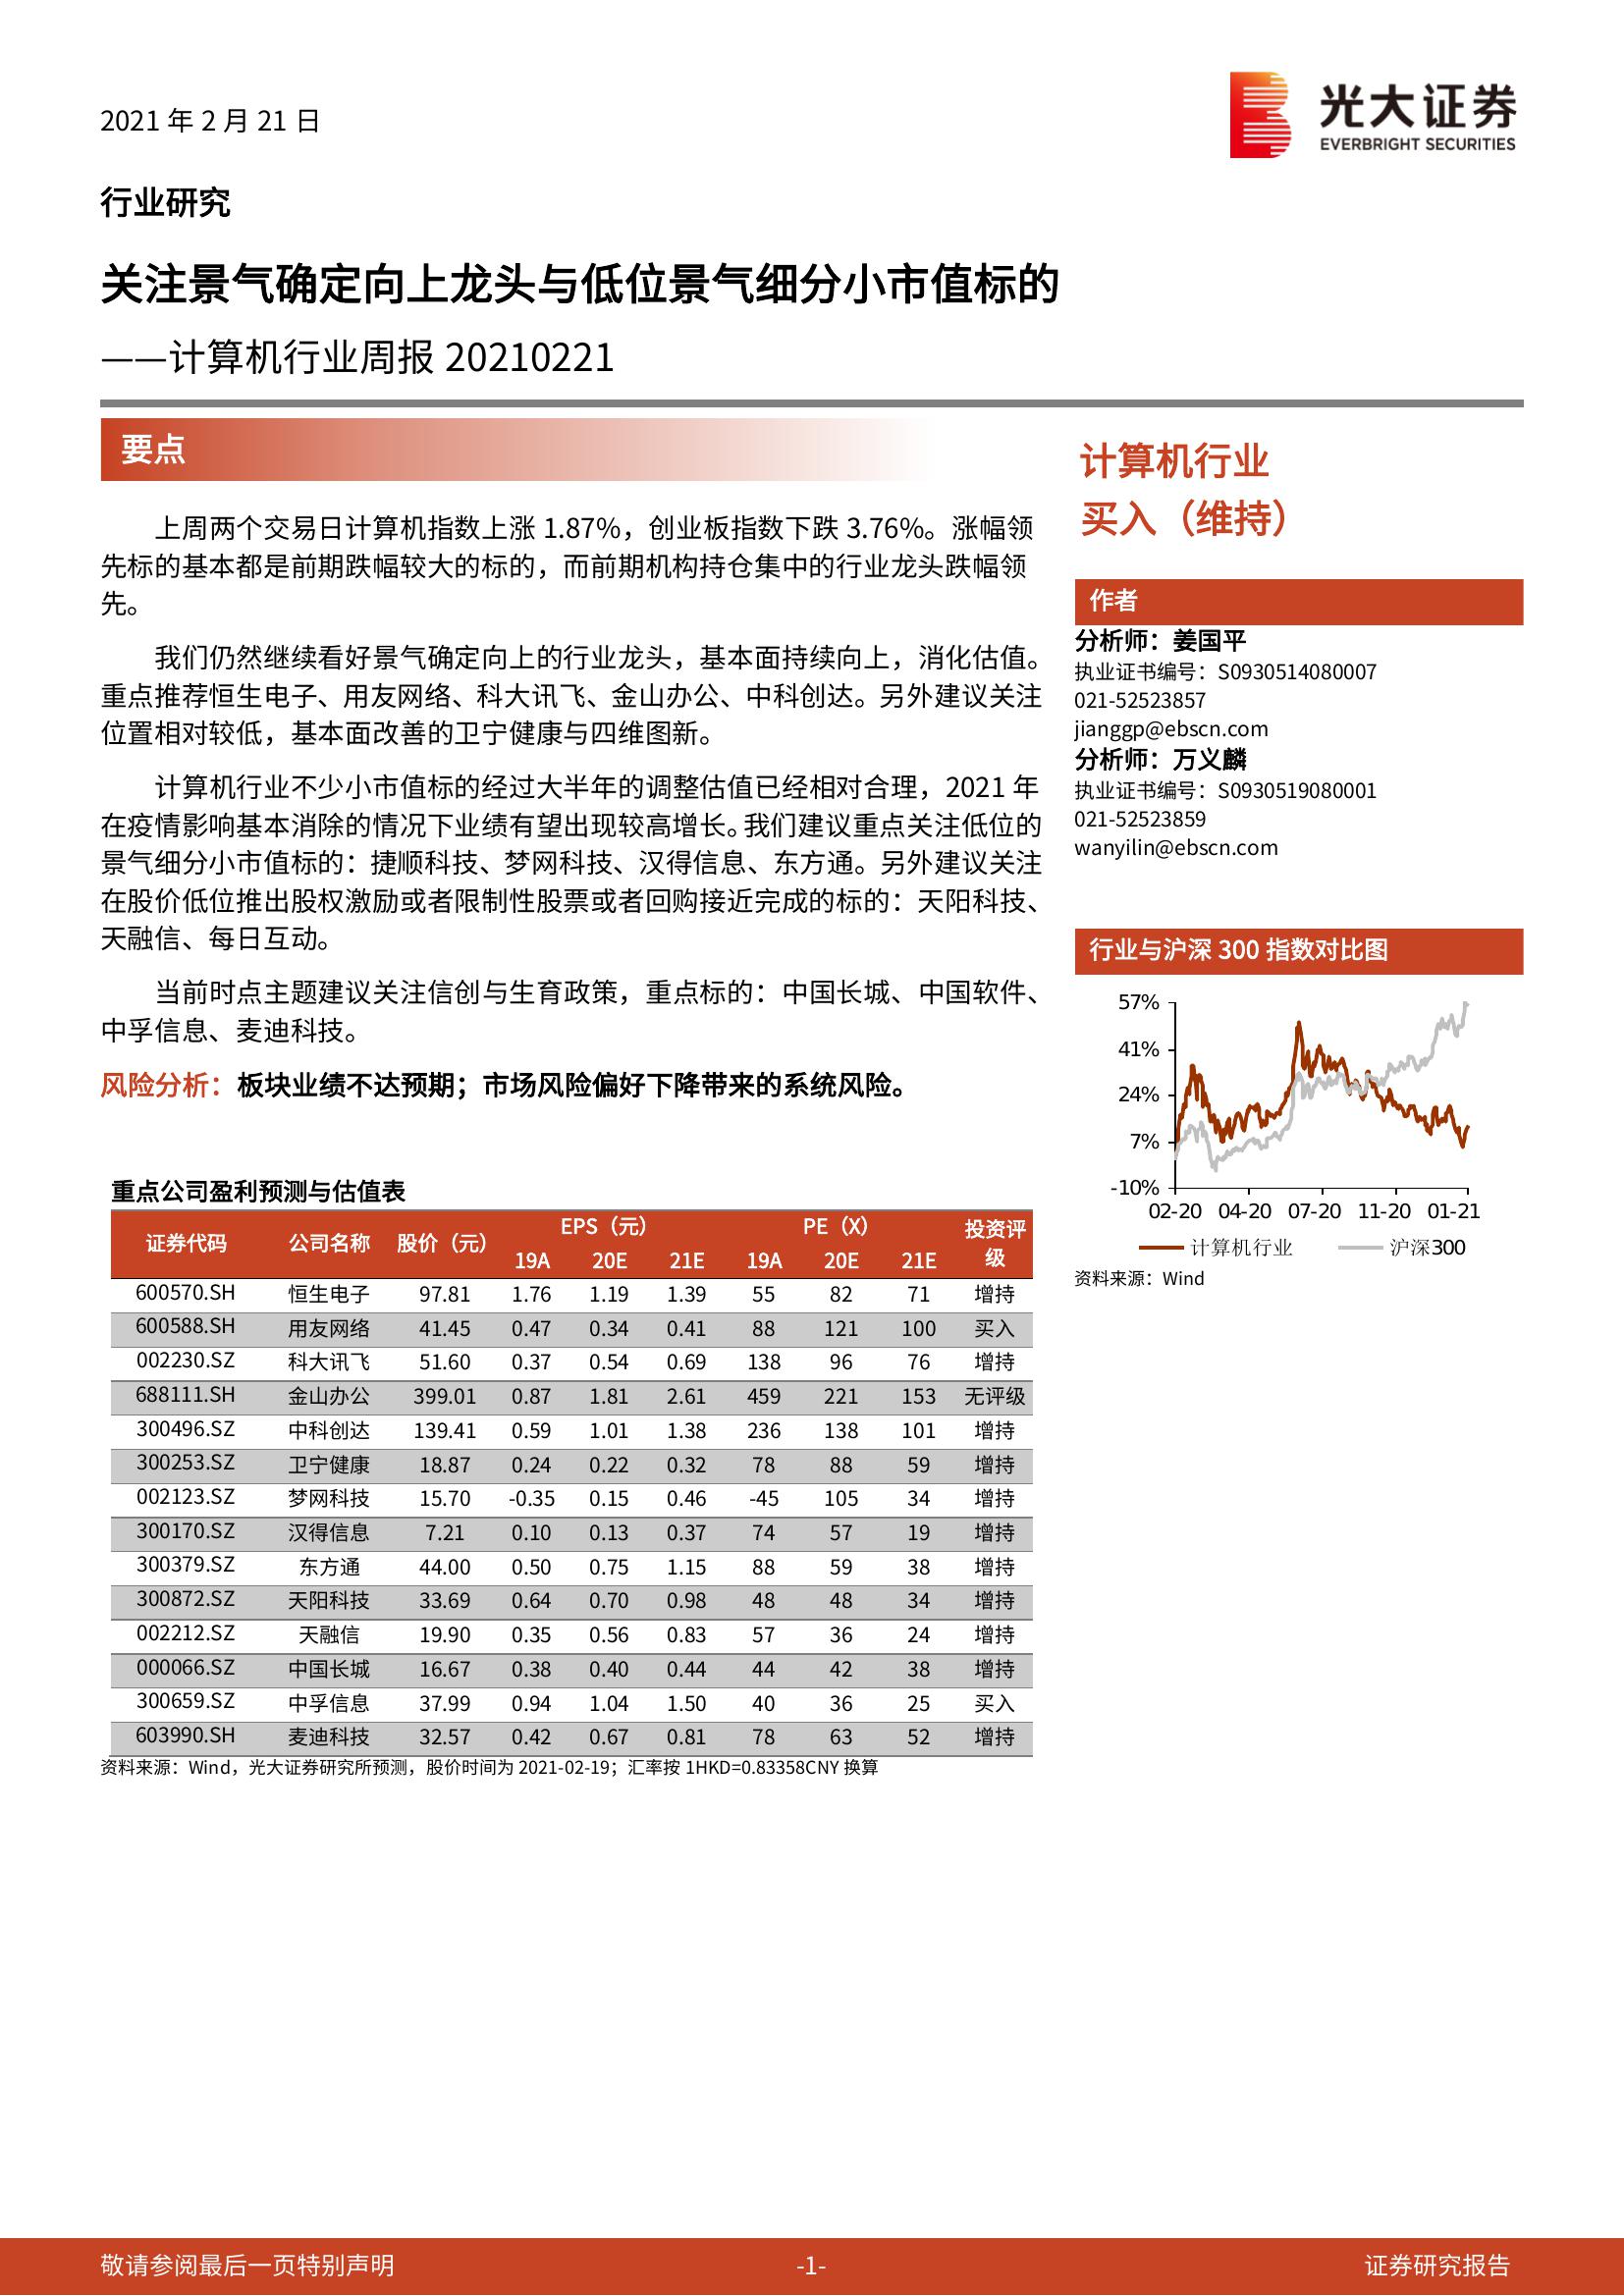 2021 年 2 月 21 日
光大证券
EVERBRIGHT SECURITIES
行业研究
关注景气确定向上龙头与低位景气细分小市值标的
——计算机行业周报 20210221
要点
上周两个交易日计算机指数上涨 1.87%，创业板指数下跌 3.76%。涨幅领
先标的基本都是前期跌幅较大的标的，而前期机构持仓集中的行业龙头跌幅领
先。
我们仍然继续看好景气确定向上的行业龙头，基本面持续向上，消化估值。
重点推荐恒生电子、用友网络、科大讯飞、金山办公、中科创达。另外建议关注
位置相对较低，基本面改善的卫宁健康与四维图新。
计算机行业不少小市值标的经过大半年的调整估值已经相对合理，2021 年
在疫情影响基本消除的情况下业绩有望出现较高增长。我们建议重点关注低位的
景气细分小市值标的：捷顺科技、梦网科技、汉得信息、东方通。另外建议关注
在股价低位推出股权激励或者限制性股票或者回购接近完成的标的：天阳科技、
天融信、每日互动。
当前时点主题建议关注信创与生育政策，重点标的：中国长城、中国软件、
中孚信息、麦迪科技。
风险分析：板块业绩不达预期；市场风险偏好下降带来的系统风险。
重点公司盈利预测与估值表
证券代码 公司名称 股价（元） EPS（元） PE（X） 投资评级
19A 20E 21E 19A 20E 21E
600570.SH 恒生电子 97.81 1.76 1.19 1.39 55 82 71 增持
600588.SH 用友网络 41.45 0.47 0.34 0.41 88 121 100 买入
002230.SZ 科大讯飞 51.60 0.37 0.54 0.69 138 96 76 增持
688111.SH 金山办公 399.01 0.87 1.81 2.61 459 221 153 无评级
300496.SZ 中科创达 139.41 0.59 1.01 1.38 236 138 101 增持
300253.SZ 卫宁健康 18.87 0.24 0.22 0.32 78 88 59 增持
002123.SZ 梦网科技 15.70 -0.35 0.15 0.46 -45 105 34 增持
300170.SZ 汉得信息 7.21 0.10 0.13 0.37 74 57 19 增持
300379.SZ 东方通 44.00 0.50 0.75 1.15 88 59 38 增持
300872.SZ 天阳科技 33.69 0.64 0.70 0.98 48 48 34 增持
002212.SZ 天融信 19.90 0.35 0.56 0.83 57 36 24 增持
000066.SZ 中国长城 16.67 0.38 0.40 0.44 44 42 38 增持
300659.SZ 中孚信息 37.99 0.94 1.04 1.50 40 36 25 买入
603990.SH 麦迪科技 32.57 0.42 0.67 0.81 78 63 52 增持
资料来源：Wind，光大证券研究所预测，股价时间为 2021-02-19；汇率按 1HKD=0.83358CNY 换算
计算机行业
买入（维持）
作者
分析师：姜国平
执业证书编号：S0930514080007
021-52523857
jianggp@ebscn.com
分析师：万义麟
执业证书编号：S0930519080001
021-52523859
wanyilin@ebscn.com
行业与沪深 300 指数对比图
57%
41%
24%
7%
-10%
02-20 04-20 07-20 11-20 01-21
计算机行业 沪深300
资料来源：Wind
敬请参阅最后一页特别声明 -1- 证券研究报告